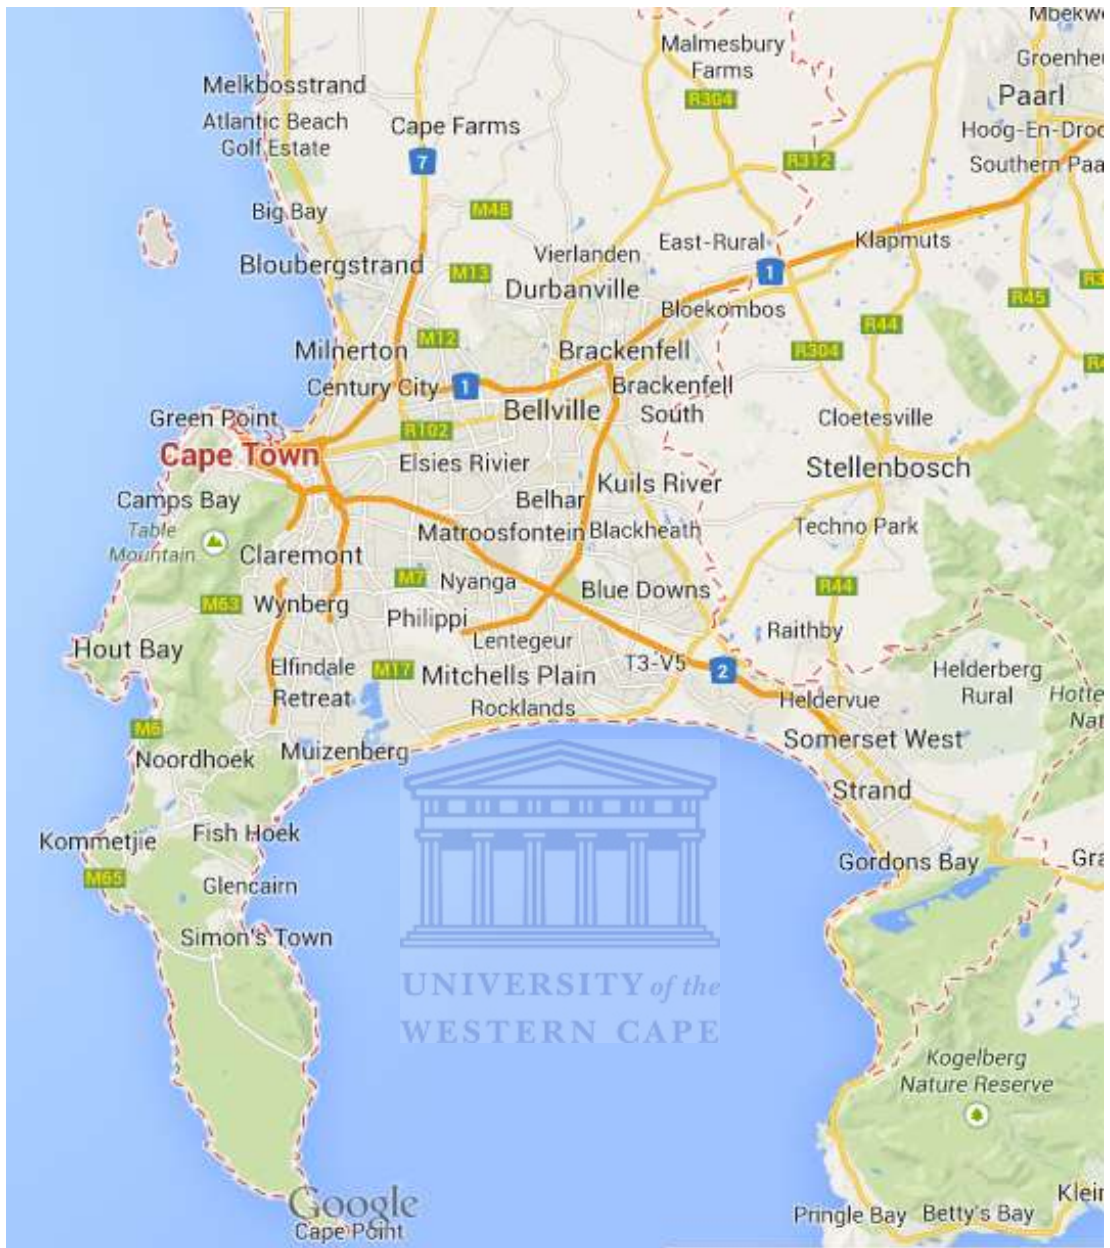 Mbekw
Malmesbury
Farms
Groenheu
Melkbosstrand
R304
Paarl
Atlantic Beach
Golf Estate
Cape Farms
Hoog-En-Droo
7
R312
Southern Paa
Big Bay
M48
Vierlanden
East-Rural
Klapmuts
Bloubergstrand
M13
1
Durbanville
R45
R3
Bloekombos
M12
R44
Milnerton
Brackenfell
R304
R4
Century City
1
Brackenfell
South
Green Point
Bellville
Cloetesville
R102
Cape Town
Elsies Rivier
Stellenbosch
Camps Bay
Belhar
Kuils River
Table
Mountain
Matroosfontein
Blackheath
Techno Park
Claremont
M7
Nyanga
Blue Downs
R44
M63
Wynberg
Philippi
Raithby
Hout Bay
Lentegeur
Elfindale
M17
Mitchells Plain
T3-V5
2
Helderberg
Rural
Retreat
Rocklands
Heldervue
Hotte
Nat
M6
Noordhoek
Muizenberg
Somerset West
Strand
Kommetjie
Fish Hoek
M65
Gordons Bay
Gra
Glencairn
Simon's Town
UNIVERSITY of the
WESTERN CAPE
Kogelberg
Nature Reserve
Google
Cape Point
Pringle Bay
Betty's Bay
Klein